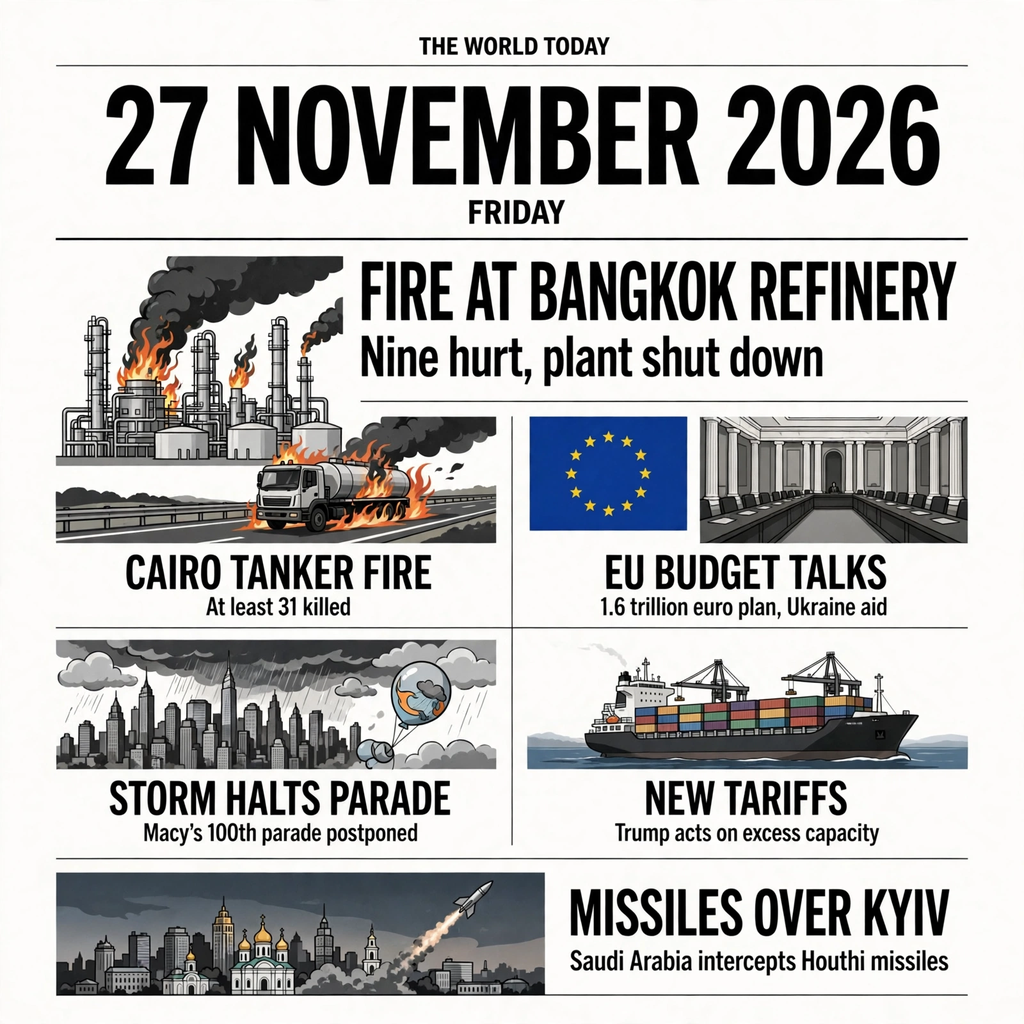 THE WORLD TODAY
27 NOVEMBER 2026
FRIDAY
FIRE AT BANGKOK REFINERY
Nine hurt, plant shut down
CAIRO TANKER FIRE
At least 31 killed
EU BUDGET TALKS
1.6 trillion euro plan, Ukraine aid
STORM HALTS PARADE
Macy's 100th parade postponed
NEW TARIFFS
Trump acts on excess capacity
MISSILES OVER KYIV
Saudi Arabia intercepts Houthi missiles